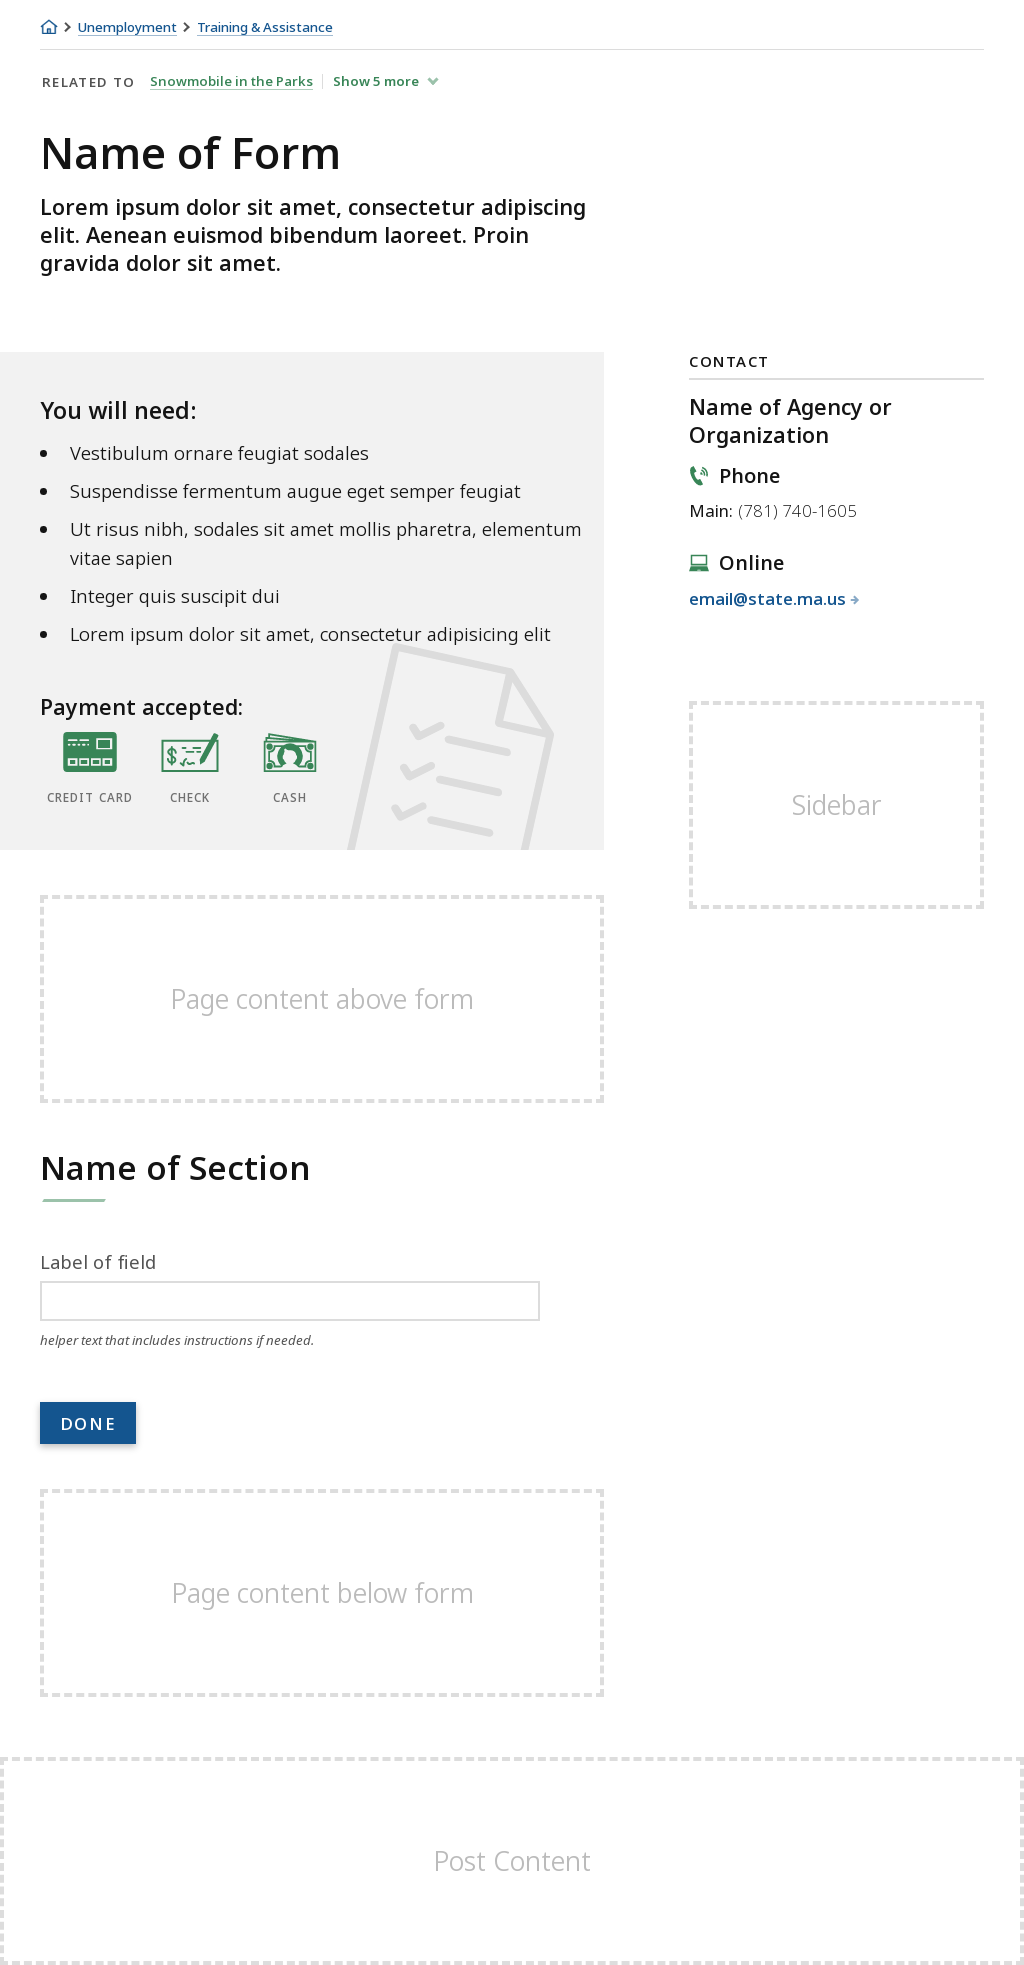 Unemployment Training & Assistance
RELATED TO Snowmobile in the Parks Show 5 more
Name of Form
Lorem ipsum dolor sit amet, consectetur adipiscing
elit. Aenean euismod bibendum laoreet. Proin
gravida dolor sit amet.
You will need:
Vestibulum ornare feugiat sodales
Suspendisse fermentum augue eget semper feugiat
Ut risus nibh, sodales sit amet mollis pharetra, elementum
vitae sapien
Integer quis suscipit dui
Lorem ipsum dolor sit amet, consectetur adipisicing elit
Payment accepted:
CREDIT CARD CHECK CASH
CONTACT
Name of Agency or
Organization
Phone
Main: (781) 740-1605
Online
email@state.ma.us
Sidebar
Page content above form
Name of Section
Label of field
helper text that includes instructions if needed.
DONE
Page content below form
Post Content